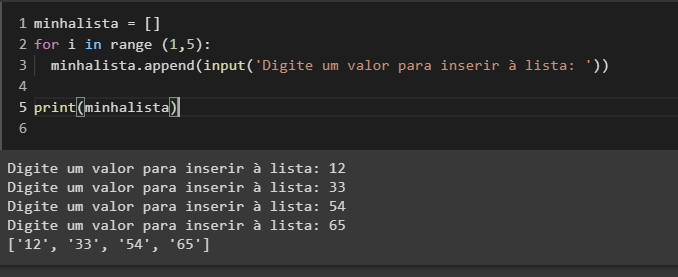 1 minhalista = []
2 for i in range (1,5):
3   minhalista.append(input('Digite um valor para inserir à lista: '))
4
5 print(minhalista)
6
Digite um valor para inserir à lista: 12
Digite um valor para inserir à lista: 33
Digite um valor para inserir à lista: 54
Digite um valor para inserir à lista: 65
['12', '33', '54', '65']